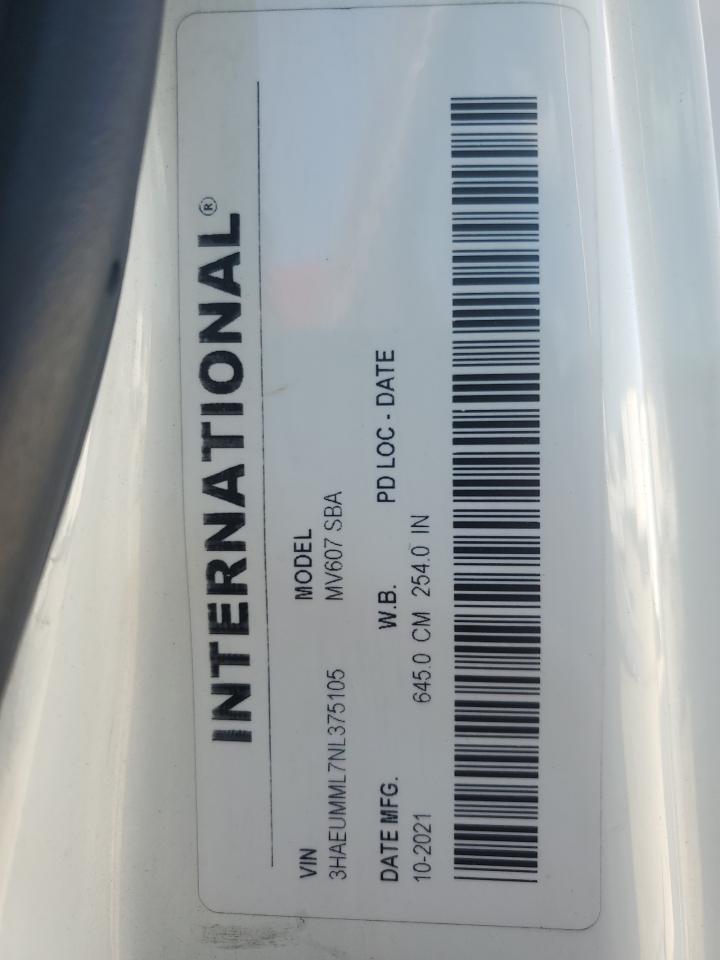 INTERNATIONAL®
VIN MODEL
3HAEUMML7NL375105 MV607 SBA
DATE MFG. W.B. PD LOC - DATE
10-2021 645.0 CM 254.0 IN